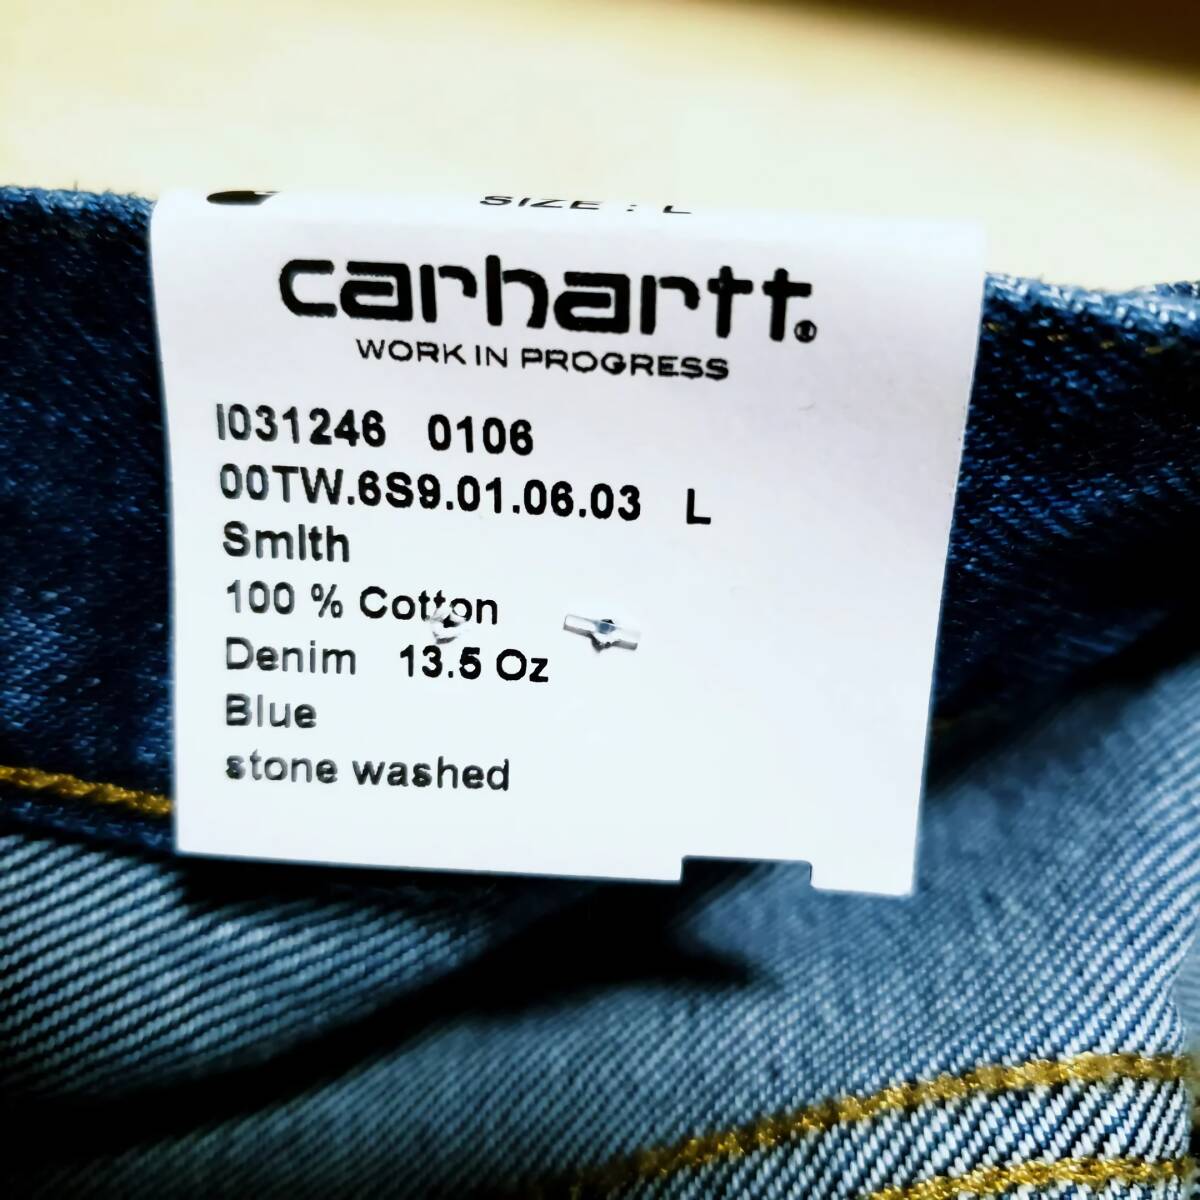 SIZE : L
carhartt®
WORK IN PROGRESS
I031246 0106
00TW.6S9.01.06.03 L
Smith
100 % Cotton
Denim 13.5 Oz
Blue
stone washed